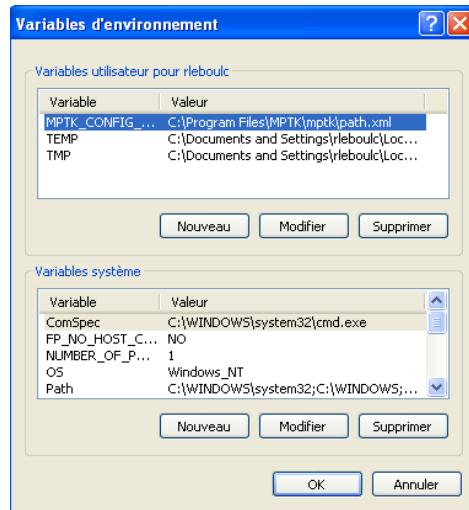 Variables d'environnement
Variables utilisateur pour rleboulc
Variable Valeur
MPTK_CONFIG_... C:\Program Files\MPTK\mptk\path.xml
TEMP C:\Documents and Settings\rleboulc\Loc...
TMP C:\Documents and Settings\rleboulc\Loc...
Nouveau Modifier Supprimer
Variables système
Variable Valeur
ComSpec C:\WINDOWS\system32\cmd.exe
FP_NO_HOST_C... NO
NUMBER_OF_P... 1
OS Windows_NT
Path C:\WINDOWS\system32;C:\WINDOWS;...
Nouveau Modifier Supprimer
OK Annuler